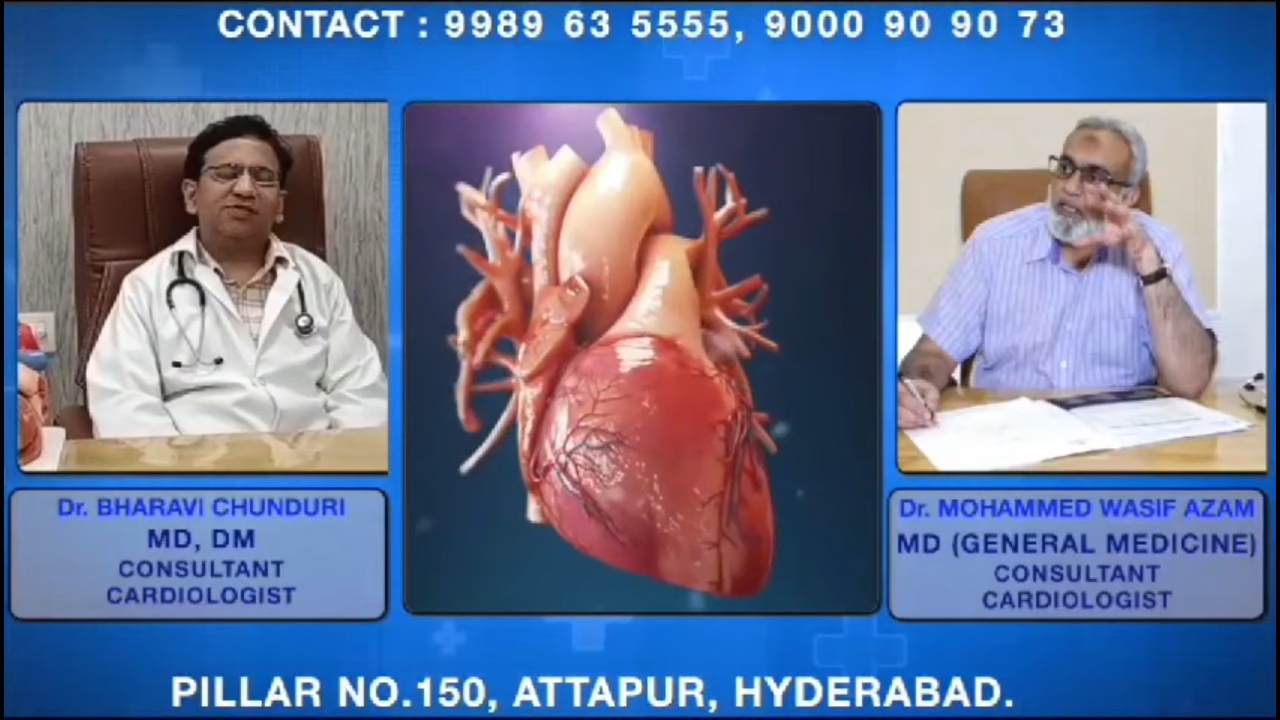 CONTACT : 9989 63 5555, 9000 90 90 73
Dr. BHARAVI CHUNDURI
MD, DM
CONSULTANT
CARDIOLOGIST
Dr. MOHAMMED WASIF AZAM
MD (GENERAL MEDICINE)
CONSULTANT
CARDIOLOGIST
PILLAR NO.150, ATTAPUR, HYDERABAD.